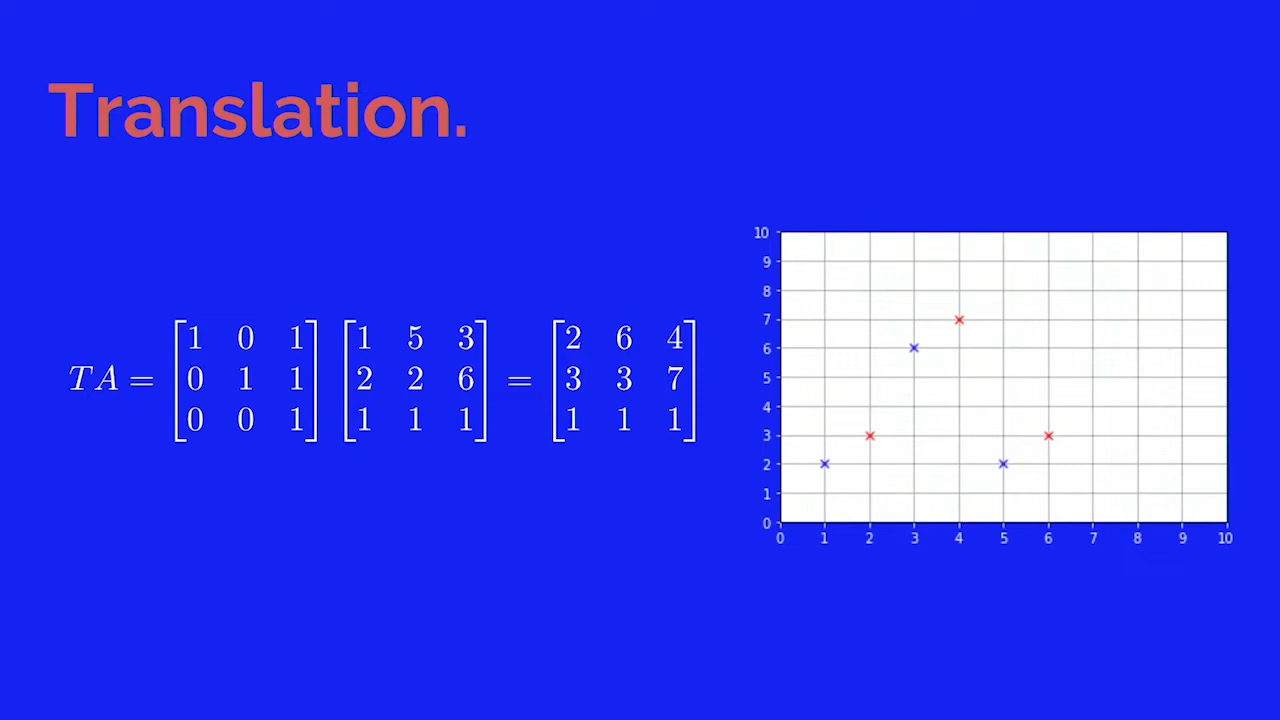 Translation.
1 0 1 1 5 3 2 6 4
TA = 0 1 1 2 2 6 = 3 3 7
0 0 1 1 1 1 1 1 1
10
9
8
7
6
5
4
3
2
1
0
0 1 2 3 4 5 6 7 8 9 10